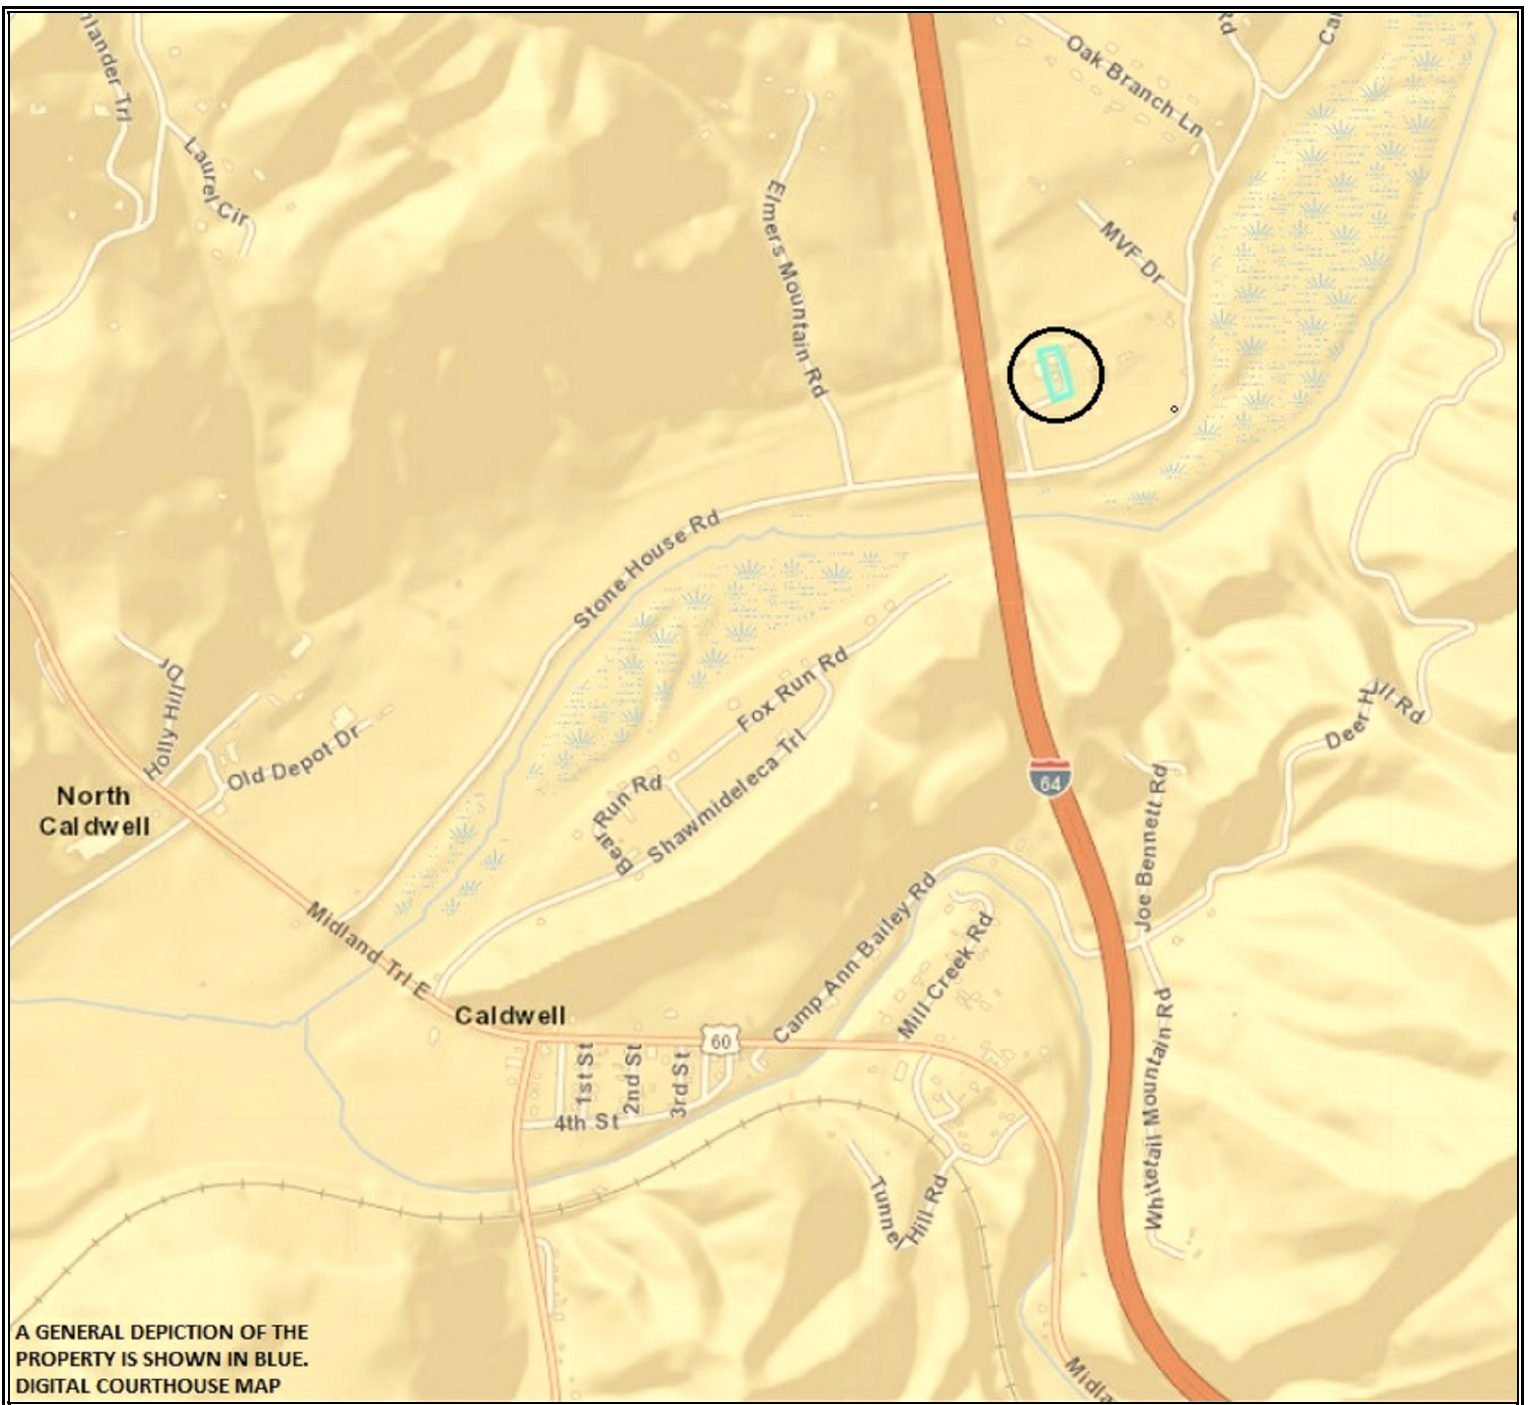 Oak Branch Ln
Rd
Laurel Cir
Elmers Mountain Rd
MVF Dr
Stone House Rd
Holly Hill Dr
Old Depot Dr
North
Caldwell
Fox Run Rd
Bear Run Rd
Shawmideleca Trl
Deer Hill Rd
64
Joe Bennett Rd
Midland Trl E
Camp Ann Bailey Rd
Mill Creek Rd
Caldwell
60
1st St
2nd St
3rd St
4th St
Whitetail Mountain Rd
Tunnel Hill Rd
Midla
A GENERAL DEPICTION OF THE
PROPERTY IS SHOWN IN BLUE.
DIGITAL COURTHOUSE MAP